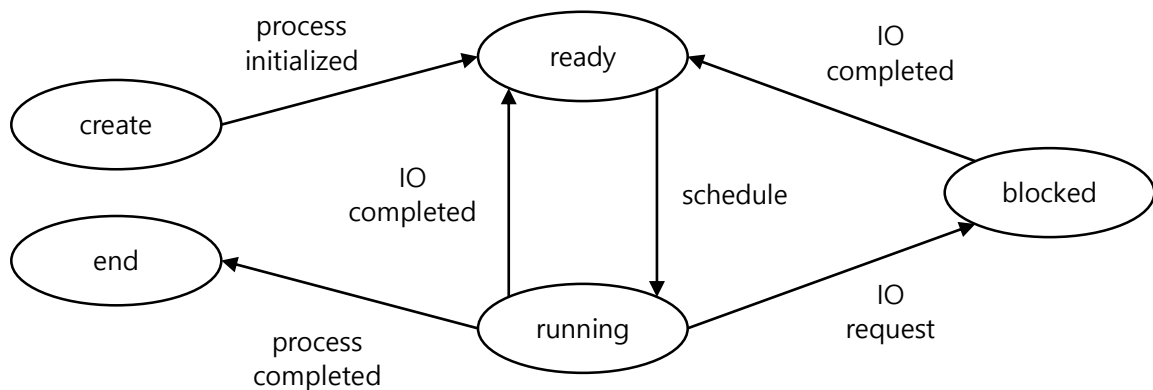 process
initialized
ready
IO
completed
create
IO
completed
schedule
blocked
end
running
IO
request
process
completed